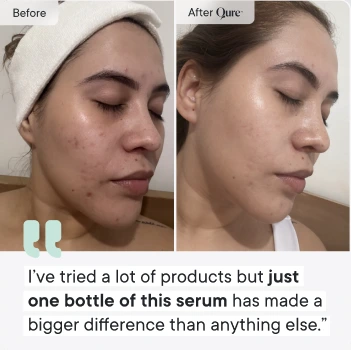 Before
After Qure
I've tried a lot of products but just
one bottle of this serum has made a
bigger difference than anything else.”